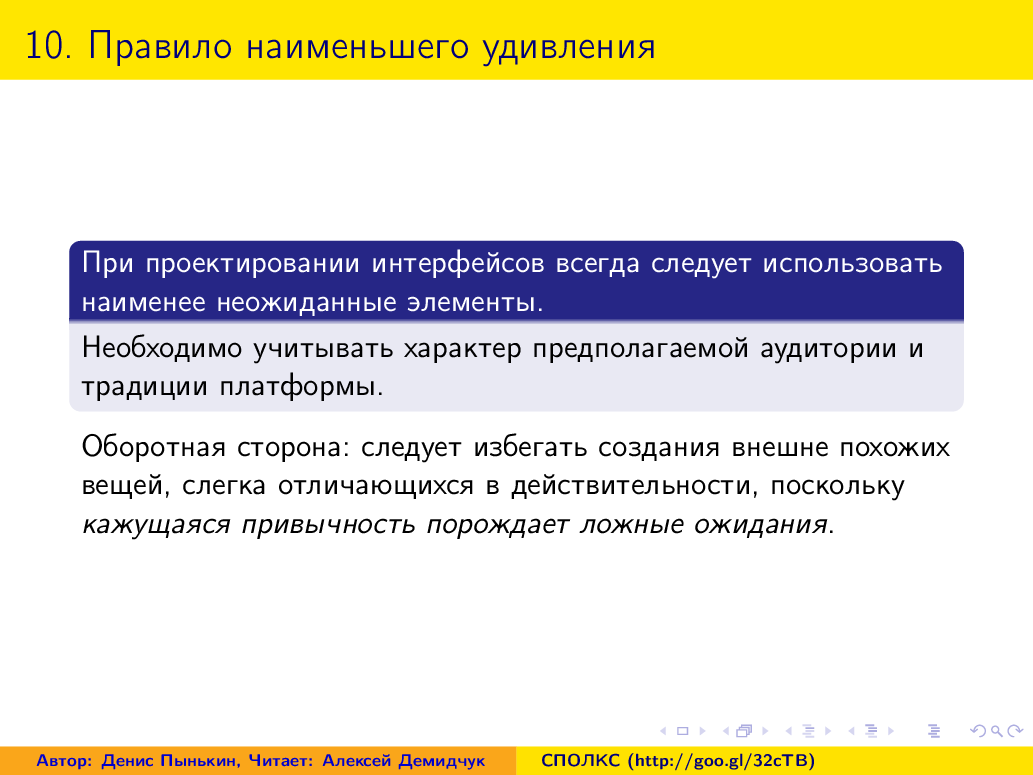 10. Правило наименьшего удивления
При проектировании интерфейсов всегда следует использовать
наименее неожиданные элементы.
Необходимо учитывать характер предполагаемой аудитории и
традиции платформы.
Оборотная сторона: следует избегать создания внешне похожих
вещей, слегка отличающихся в действительности, поскольку
кажущаяся привычность порождает ложные ожидания.
Автор: Денис Пынькин, Читает: Алексей Демидчук
СПОЛКС (http://goo.gl/32cTB)